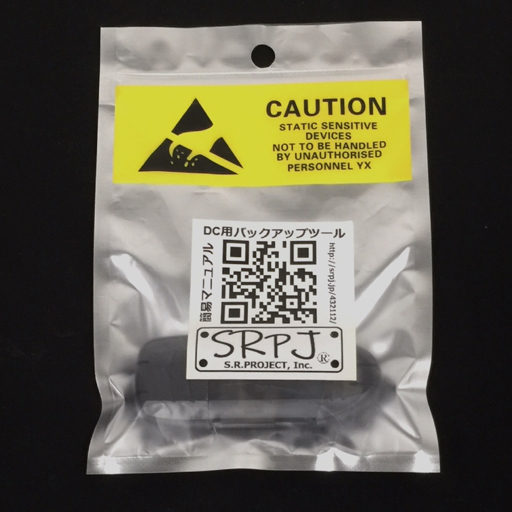 CAUTION
STATIC SENSITIVE
DEVICES
NOT TO BE HANDLED
BY UNAUTHORISED
PERSONNEL YX
DC用バックアップツール
簡易マニュアル
http://srpj.jp/432112/
SRPJ®
S.R.PROJECT, Inc.